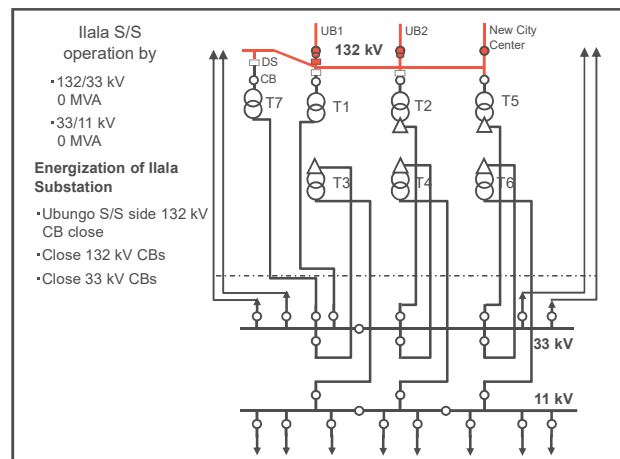 Ilala S/S
operation by
·132/33 kV
0 MVA
·33/11 kV
0 MVA
Energization of Ilala
Substation
·Ubungo S/S side 132 kV
CB close
·Close 132 kV CBs
·Close 33 kV CBs
UB1
UB2
New City
Center
132 kV
DS
CB
T7
T1
T2
T5
T3
T4
T6
33 kV
11 kV